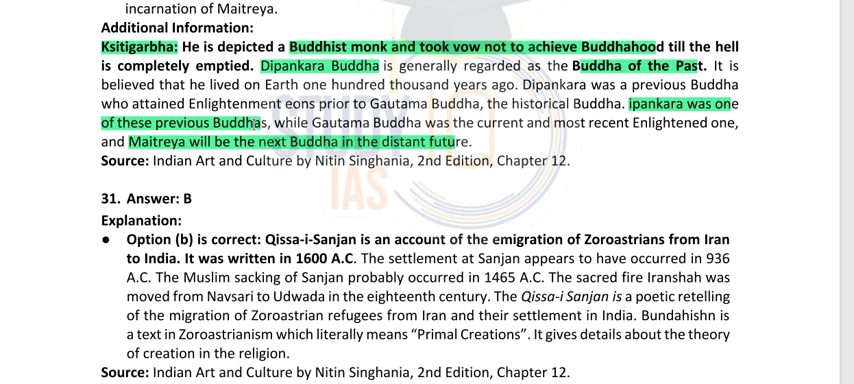 incarnation of Maitreya.
Additional Information:
Ksitigarbha: He is depicted a Buddhist monk and took vow not to achieve Buddhahood till the hell
is completely emptied. Dipankara Buddha is generally regarded as the Buddha of the Past. It is
believed that he lived on Earth one hundred thousand years ago. Dipankara was a previous Buddha
who attained Enlightenment eons prior to Gautama Buddha, the historical Buddha. ipankara was one
of these previous Buddhas, while Gautama Buddha was the current and most recent Enlightened one,
and Maitreya will be the next Buddha in the distant future.
Source: Indian Art and Culture by Nitin Singhania, 2nd Edition, Chapter 12.
STUDY
IAS
31. Answer: B
Explanation:
● Option (b) is correct: Qissa-i-Sanjan is an account of the emigration of Zoroastrians from Iran
to India. It was written in 1600 A.C. The settlement at Sanjan appears to have occurred in 936
A.C. The Muslim sacking of Sanjan probably occurred in 1465 A.C. The sacred fire Iranshah was
moved from Navsari to Udwada in the eighteenth century. The Qissa-i Sanjan is a poetic retelling
of the migration of Zoroastrian refugees from Iran and their settlement in India. Bundahishn is
a text in Zoroastrianism which literally means “Primal Creations”. It gives details about the theory
of creation in the religion.
Source: Indian Art and Culture by Nitin Singhania, 2nd Edition, Chapter 12.